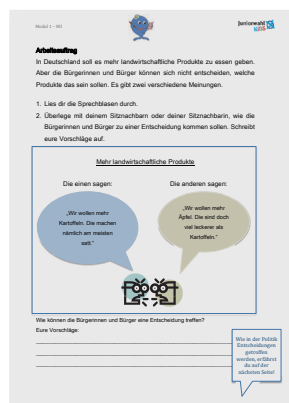 Modul 1 – M1
Juniorwahl
KiDS
Arbeitsauftrag
In Deutschland soll es mehr landwirtschaftliche Produkte zu essen geben.
Aber die Bürgerinnen und Bürger können sich nicht entscheiden, welche
Produkte das sein sollen. Es gibt zwei verschiedene Meinungen.
1. Lies dir die Sprechblasen durch.
2. Überlege mit deinem Sitznachbarn oder deiner Sitznachbarin, wie die
Bürgerinnen und Bürger zu einer Entscheidung kommen sollen. Schreibt
eure Vorschläge auf.
Mehr landwirtschaftliche Produkte
Die einen sagen:
Die anderen sagen:
„Wir wollen mehr
Kartoffeln. Die machen
nämlich am meisten
satt.“
„Wir wollen mehr
Äpfel. Die sind doch
viel leckerer als
Kartoffeln.“
Wie können die Bürgerinnen und Bürger eine Entscheidung treffen?
Eure Vorschläge:
Wie in der Politik
Entscheidungen
getroffen
werden, erfährst
du auf der
nächsten Seite!